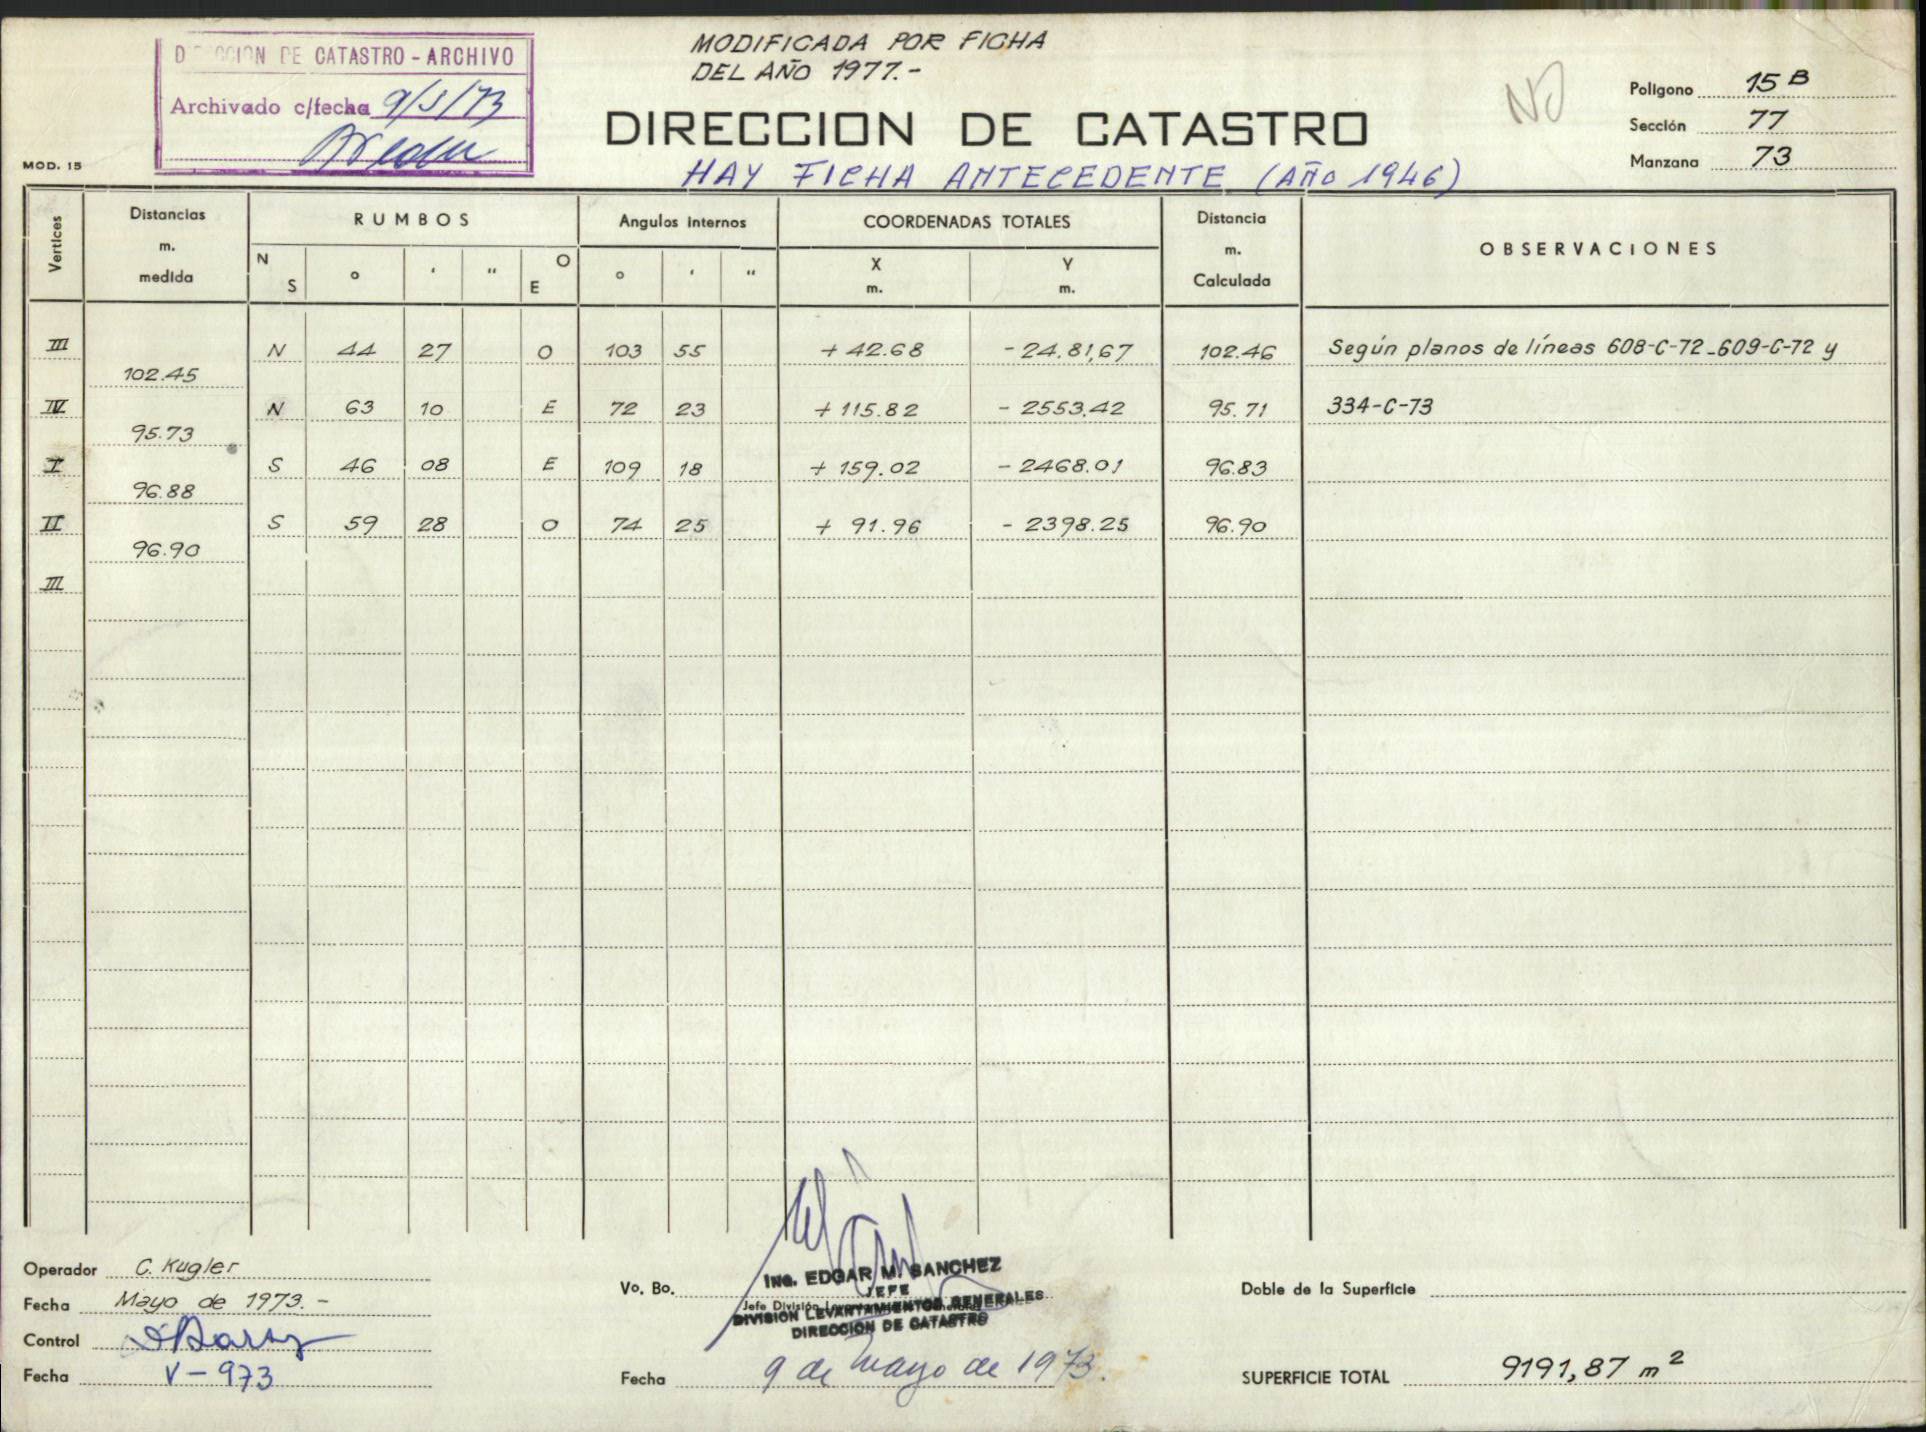 DIRECCION DE CATASTRO - ARCHIVO
Archivado c/fecha 9/5/73
MOD. 15
MODIFICADA POR FICHA
DEL AÑO 1977.-
DIRECCION DE CATASTRO
HAY FICHA ANTECEDENTE (AÑO 1946)
NO
Polígono 15 B
Sección 77
Manzana 73
Vertices Distancias m. medida RUMBOS Angulos internos COORDENADAS TOTALES Distancia m. Calculada OBSERVACIONES
N S ° ' " O E ° ' " X m. Y m.
III N 44 27 O 103 55 + 42.68 - 24.81,67 102.46 Según planos de líneas 608-C-72_609-C-72 y
102.45
IV N 63 10 E 72 23 + 115.82 - 2553.42 95.71 334-C-73
95.73
I S 46 08 E 109 18 + 159.02 - 2468.01 96.83
96.88
II S 59 28 O 74 25 + 91.96 - 2398.25 96.90
96.90
III
Operador C. Kugler
Fecha Mayo de 1973.-
Control
Fecha V-973
Vo. Bo.
Ing. EDGAR M. SANCHEZ
JEFE
Jefe División
DIVISION LEVANTAMIENTOS GENERALES
DIRECCION DE CATASTRO
Fecha 9 de mayo de 1973.
Doble de la Superficie
SUPERFICIE TOTAL 9191,87 m²